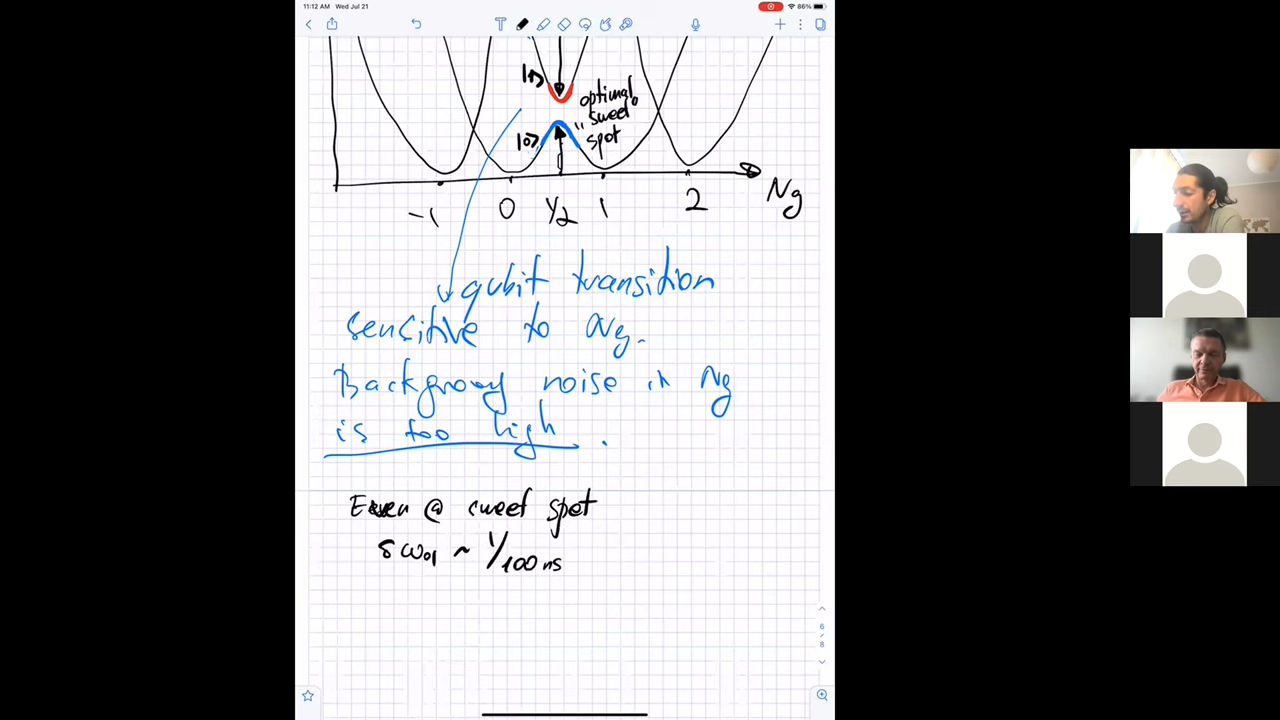 11:12 AM Wed Jul 21
86%
T
|1>
optimal
"sweet
spot
|0>
-1 0 1/2 1 2 Ng
qubit transition
sensitive to Ng.
Background noise in Ng
is too high.
Even @ sweet spot
δω01 ~ 1/100 ns
6
/
8